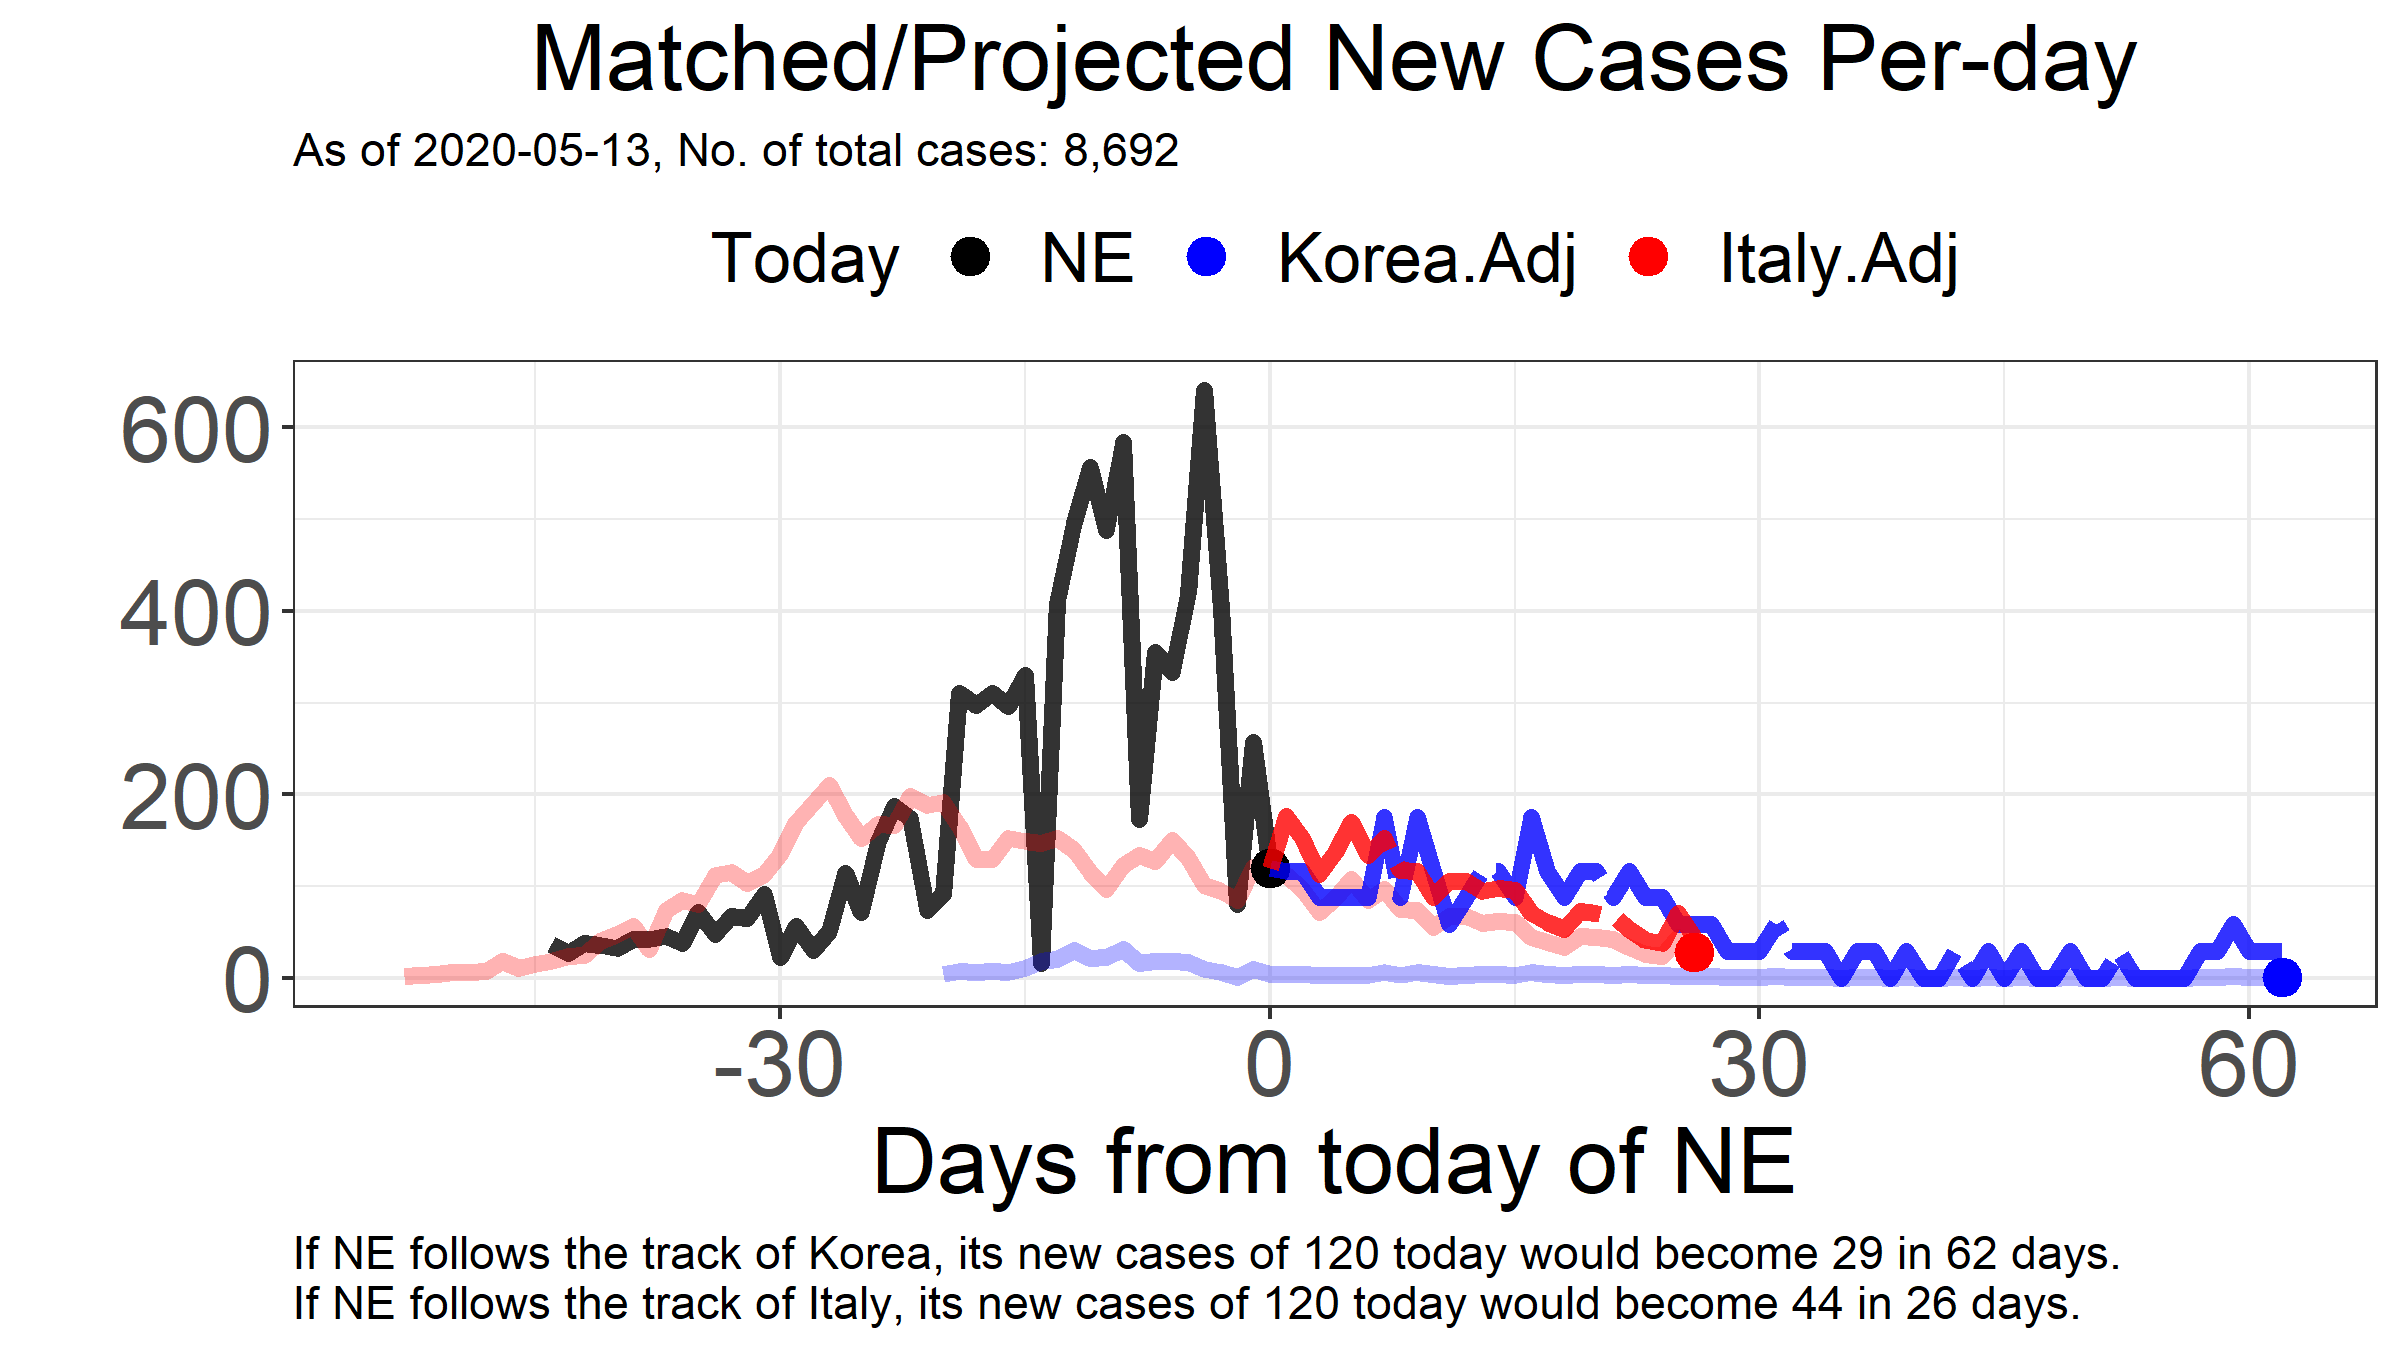 Matched/Projected New Cases Per-day
As of 2020-05-13, No. of total cases: 8,692
Today NE Korea.Adj Italy.Adj
600
400
200
0
-30 0 30 60
Days from today of NE
If NE follows the track of Korea, its new cases of 120 today would become 29 in 62 days.
If NE follows the track of Italy, its new cases of 120 today would become 44 in 26 days.